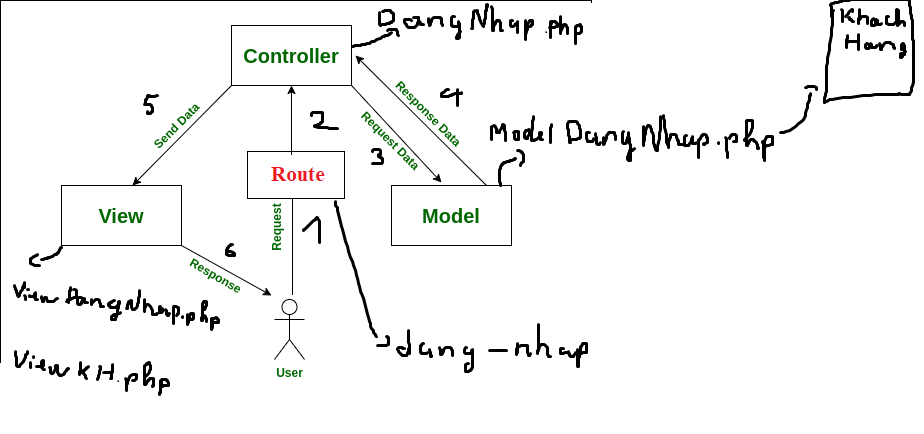 DangNhap.php
Khach
Hang
Controller
5
Send Data
2
4
Response Data
Request Data
3
Model DangNhap.php
Route
View
Request
1
Model
6
Response
View DangNhap.php
dang-nhap
View KH.php
User